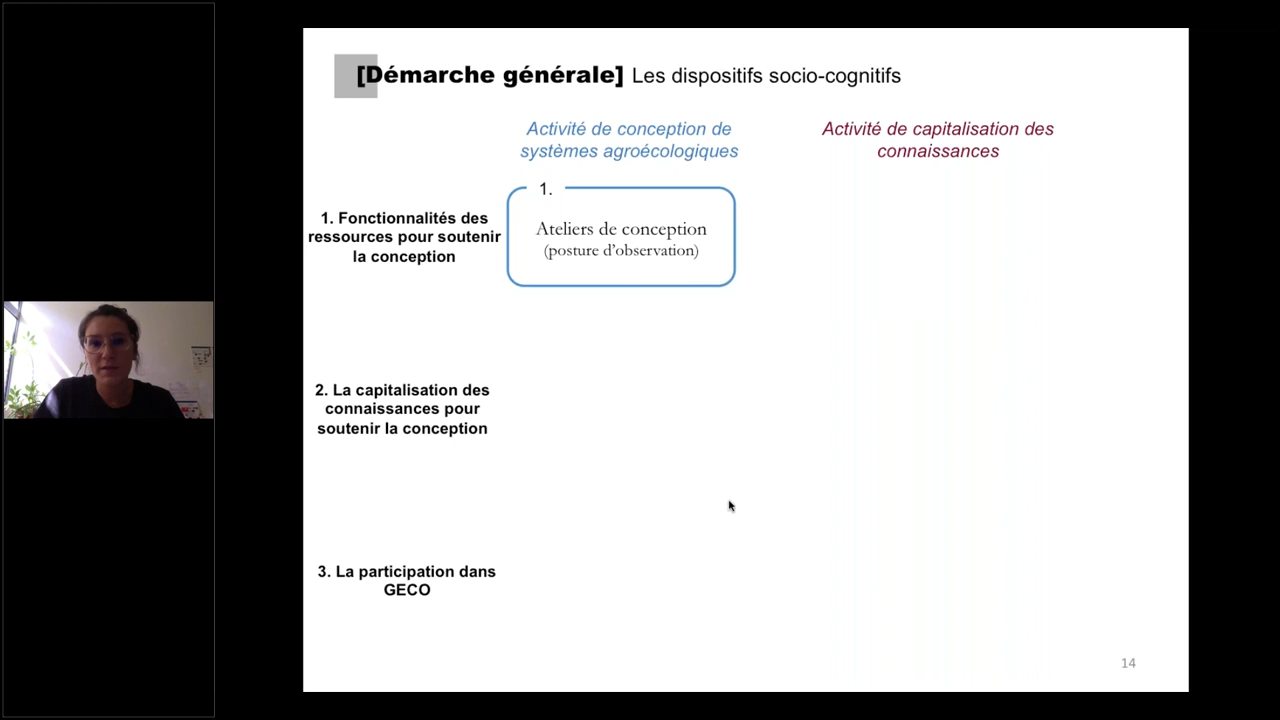 [Démarche générale] Les dispositifs socio-cognitifs
Activité de conception de
systèmes agroécologiques
Activité de capitalisation des
connaissances
1.
1. Fonctionnalités des
ressources pour soutenir
la conception
Ateliers de conception
(posture d'observation)
2. La capitalisation des
connaissances pour
soutenir la conception
3. La participation dans
GECO
14